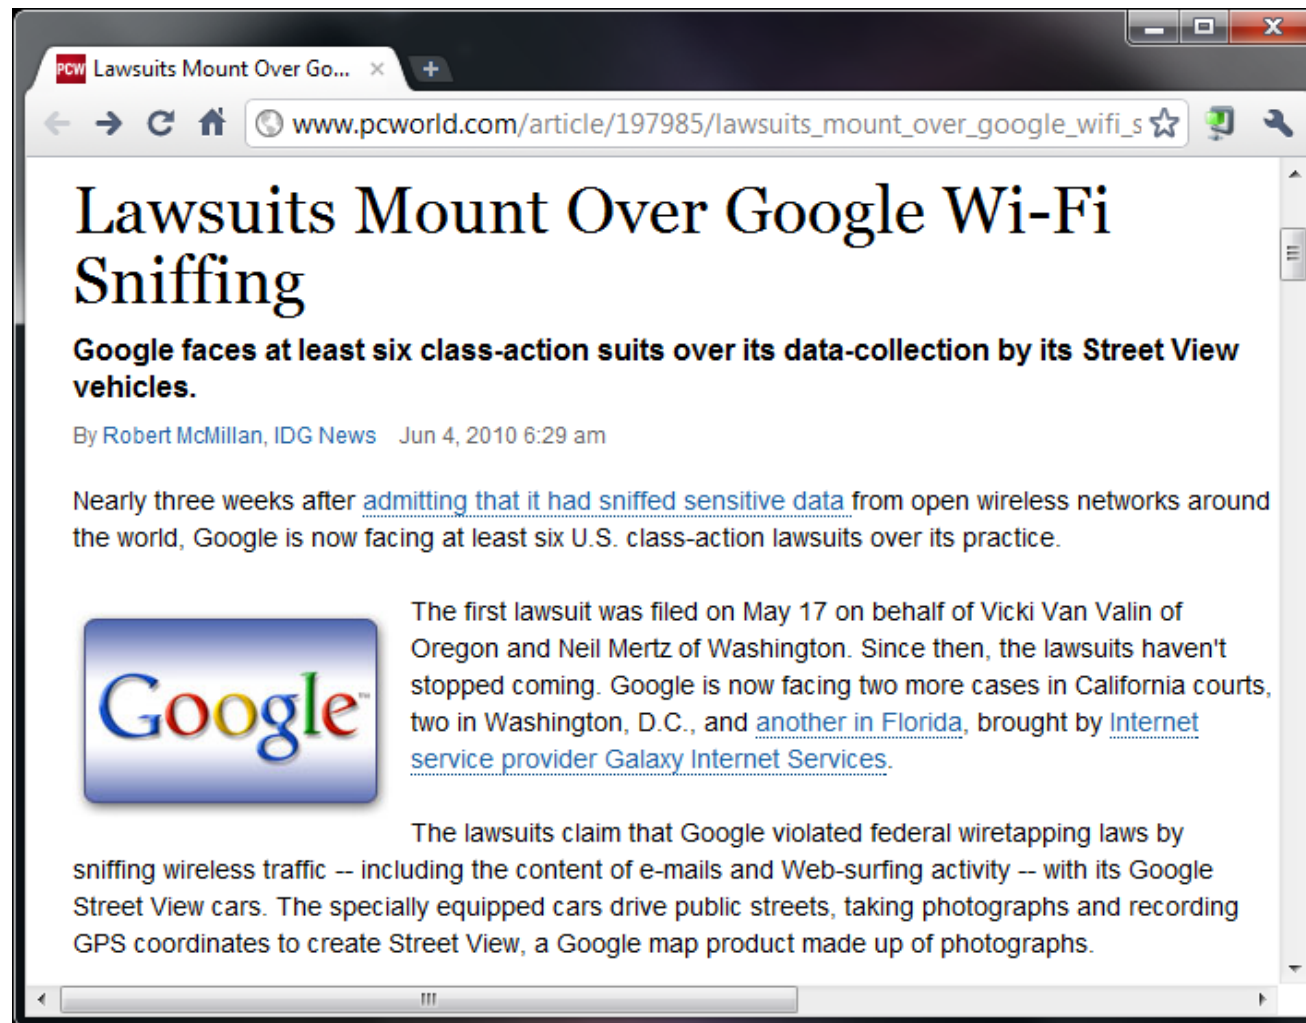 PCW Lawsuits Mount Over Go...
www.pcworld.com/article/197985/lawsuits_mount_over_google_wifi_s
Lawsuits Mount Over Google Wi-Fi
Sniffing
Google faces at least six class-action suits over its data-collection by its Street View
vehicles.
By Robert McMillan, IDG News Jun 4, 2010 6:29 am
Nearly three weeks after admitting that it had sniffed sensitive data from open wireless networks around
the world, Google is now facing at least six U.S. class-action lawsuits over its practice.
Google™
The first lawsuit was filed on May 17 on behalf of Vicki Van Valin of
Oregon and Neil Mertz of Washington. Since then, the lawsuits haven't
stopped coming. Google is now facing two more cases in California courts,
two in Washington, D.C., and another in Florida, brought by Internet
service provider Galaxy Internet Services.
The lawsuits claim that Google violated federal wiretapping laws by
sniffing wireless traffic -- including the content of e-mails and Web-surfing activity -- with its Google
Street View cars. The specially equipped cars drive public streets, taking photographs and recording
GPS coordinates to create Street View, a Google map product made up of photographs.